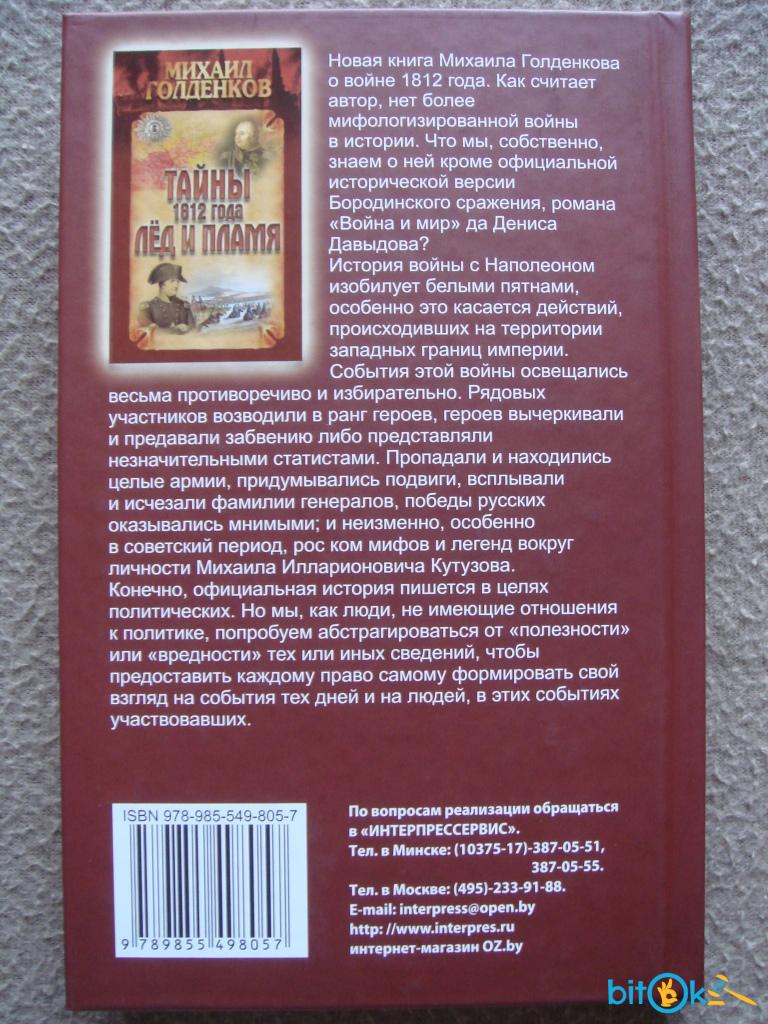 МИХАИЛ
ГОЛДЕНКОВ
ТАЙНЫ
1812 года
ЛЁД И ПЛАМЯ
Новая книга Михаила Голденкова
о войне 1812 года. Как считает
автор, нет более
мифологизированной войны
в истории. Что мы, собственно,
знаем о ней кроме официальной
исторической версии
Бородинского сражения, романа
«Война и мир» да Дениса
Давыдова?
История войны с Наполеоном
изобилует белыми пятнами,
особенно это касается действий,
происходивших на территории
западных границ империи.
События этой войны освещались
весьма противоречиво и избирательно. Рядовых
участников возводили в ранг героев, героев вычеркивали
и предавали забвению либо представляли
незначительными статистами. Пропадали и находились
целые армии, придумывались подвиги, всплывали
и исчезали фамилии генералов, победы русских
оказывались мнимыми; и неизменно, особенно
в советский период, рос ком мифов и легенд вокруг
личности Михаила Илларионовича Кутузова.
Конечно, официальная история пишется в целях
политических. Но мы, как люди, не имеющие отношения
к политике, попробуем абстрагироваться от «полезности»
или «вредности» тех или иных сведений, чтобы
предоставить каждому право самому формировать свой
взгляд на события тех дней и на людей, в этих событиях
участвовавших.
ISBN 978-985-549-805-7
9 789855 498057
По вопросам реализации обращаться
в «ИНТЕРПРЕССЕРВИС».
Тел. в Минске: (10375-17)-387-05-51,
387-05-55.
Тел. в Москве: (495)-233-91-88.
E-mail: interpress@open.by
http: //www.interpres.ru
интернет-магазин OZ.by
bitOk